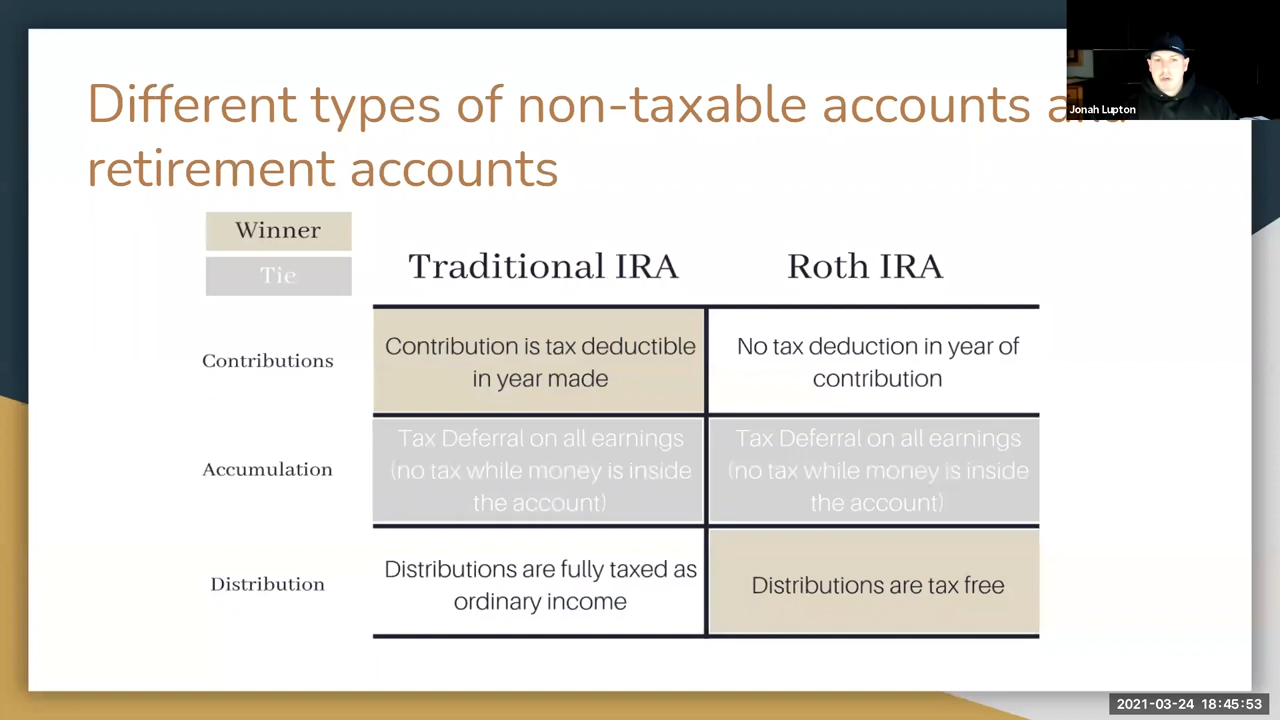 Different types of non-taxable accounts and
retirement accounts
Jonah Lupton
Winner
Tie
Traditional IRA
Roth IRA
Contributions
Contribution is tax deductible
in year made
No tax deduction in year of
contribution
Accumulation
Tax Deferral on all earnings
(no tax while money is inside
the account)
Tax Deferral on all earnings
(no tax while money is inside
the account)
Distribution
Distributions are fully taxed as
ordinary income
Distributions are tax free
2021-03-24 18:45:53